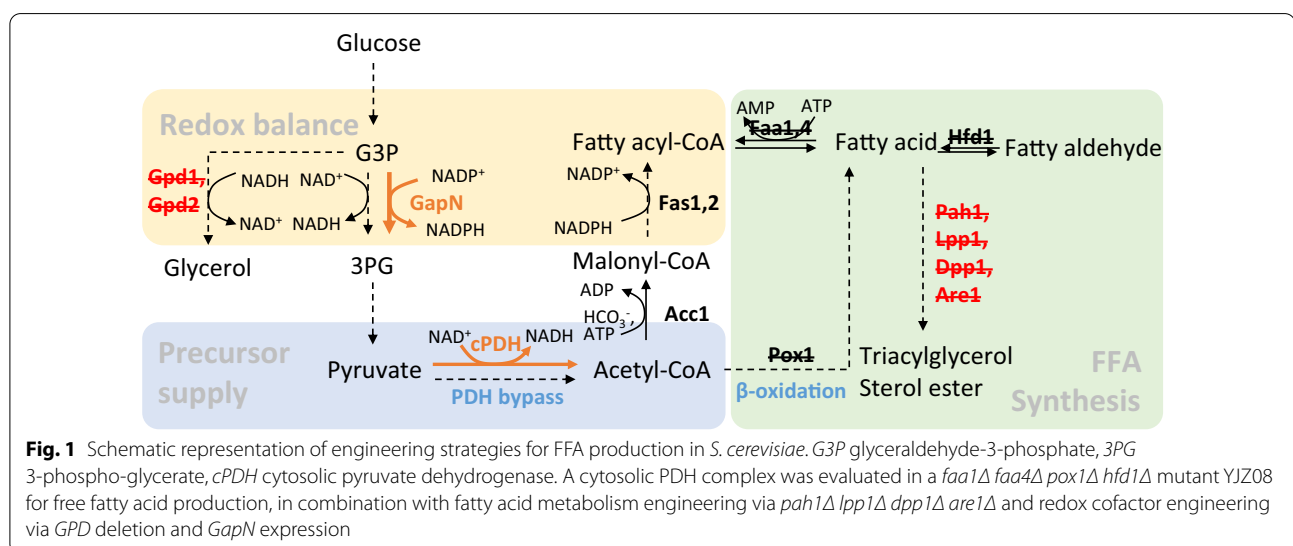 Glucose
Redox balance
G3P
Gpd1,
Gpd2
NADH
NAD⁺
NAD⁺
NADH
NADP⁺
GapN
NADPH
Glycerol
3PG
Fatty acyl-CoA
NADP⁺
NADPH
Fas1,2
Malonyl-CoA
ADP
HCO₃⁻,
ATP
Acc1
Precursor
supply
Pyruvate
NAD⁺
cPDH
NADH
PDH bypass
Acetyl-CoA
AMP
ATP
Faa1,4
Fatty acid
Hfd1
Fatty aldehyde
Pah1,
Lpp1,
Dpp1,
Are1
Pox1
β-oxidation
Triacylglycerol
Sterol ester
FFA
Synthesis
Fig. 1 Schematic representation of engineering strategies for FFA production in S. cerevisiae. G3P glyceraldehyde-3-phosphate, 3PG
3-phospho-glycerate, cPDH cytosolic pyruvate dehydrogenase. A cytosolic PDH complex was evaluated in a faa1Δ faa4Δ pox1Δ hfd1Δ mutant YJZ08
for free fatty acid production, in combination with fatty acid metabolism engineering via pah1Δ lpp1Δ dpp1Δ are1Δ and redox cofactor engineering
via GPD deletion and GapN expression